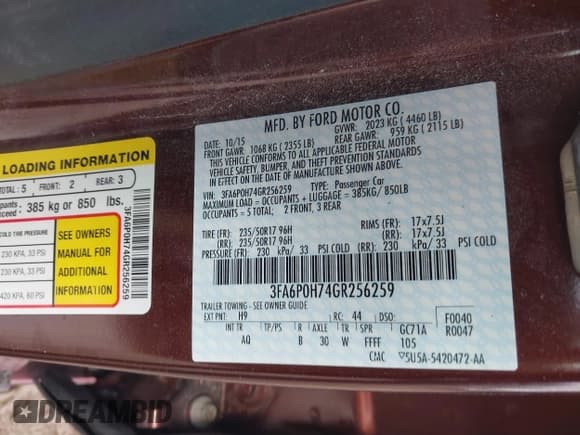 MFD. BY FORD MOTOR CO.
DATE: 10/15 GVWR: 2023 KG ( 4460 LB)
FRONT GAWR: 1068 KG ( 2355 LB) REAR GAWR: 959 KG ( 2115 LB)
THIS VEHICLE CONFORMS TO ALL APPLICABLE FEDERAL MOTOR
VEHICLE SAFETY, BUMPER, AND THEFT PREVENTION STANDARDS
IN EFFECT ON THE DATE OF MANUFACTURE SHOWN ABOVE.
VIN: 3FA6P0H74GR256259 TYPE: Passenger Car
MAXIMUM LOAD = OCCUPANTS + LUGGAGE = 385KG/ 850LB
OCCUPANTS = 5 TOTAL 2 FRONT, 3 REAR
TIRE (FR): 235/50R17 96H RIMS (FR): 17x7.5J
(RR): 235/50R17 96H (RR): 17x7.5J
PRESSURE (FR): 230 kPa/ 33 PSI COLD (RR): 230 kPa/ 33 PSI COLD
3FA6P0H74GR256259
TRAILER TOWING - SEE OWNER GUIDE
EXT PNT: H9 RC: 44 DSO: F0040
INT TR TP/PS R AXLE TR SPR GC71A R0047
AQ B 30 W FFFF 105
CMC 5U5A-5420472-AA
LOADING INFORMATION
TOTAL: 5 FRONT: 2 REAR: 3
pants
xceed 385 kg or 850 lbs.
COLD TIRE PRESSURE
230 KPA, 33 PSI
230 KPA, 33 PSI
420 KPA, 60 PSI
SEE OWNERS
MANUAL FOR
ADDITIONAL
INFORMATION
3FA6P0H74GR256259
DREAMBID